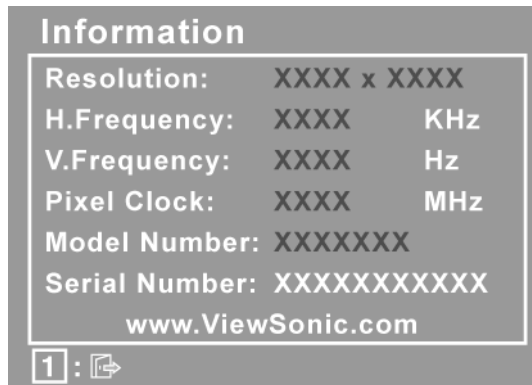 Information
Resolution: XXXX x XXXX
H.Frequency: XXXX KHz
V.Frequency: XXXX Hz
Pixel Clock: XXXX MHz
Model Number: XXXXXXX
Serial Number: XXXXXXXXXXX
www.ViewSonic.com
1 :